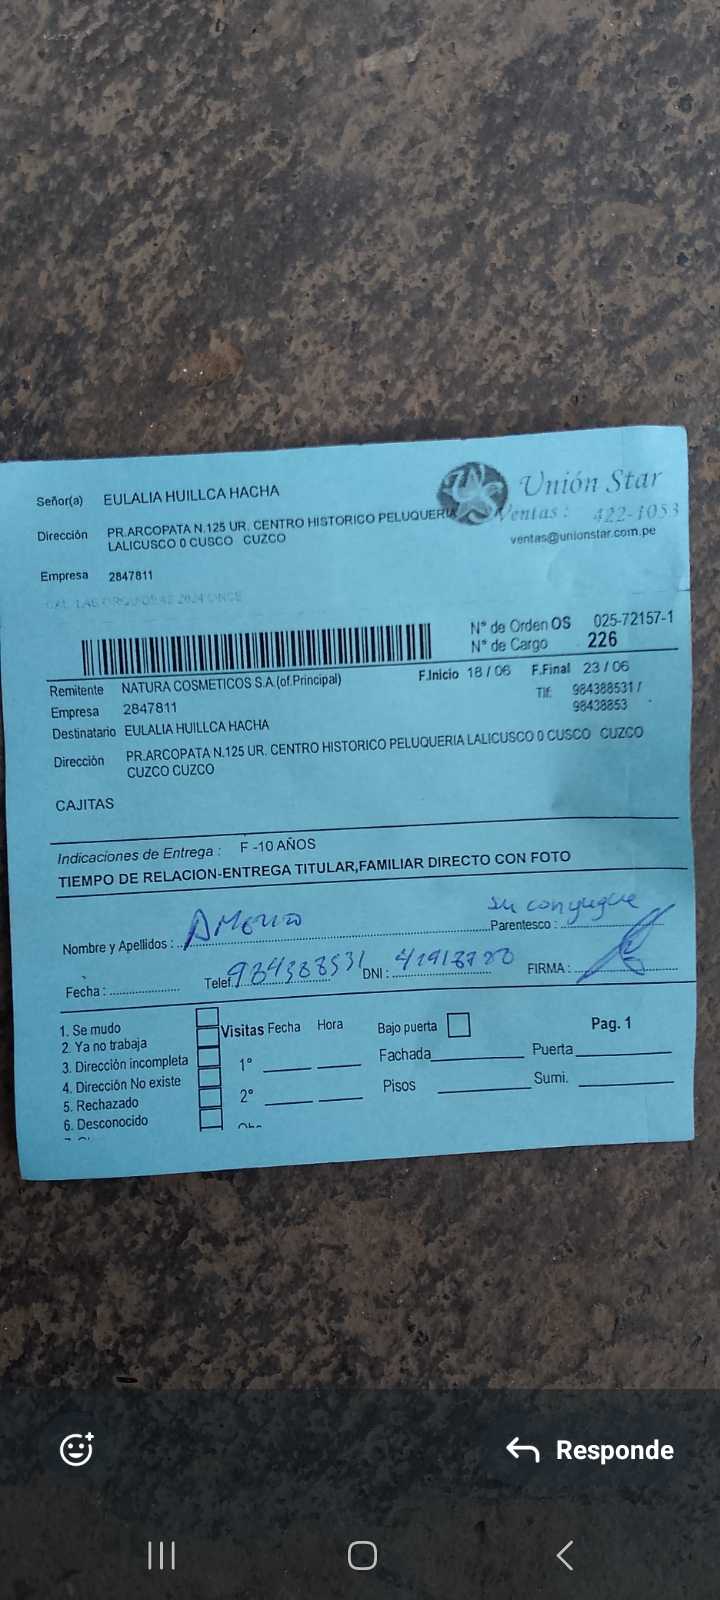 Señor(a) EULALIA HUILLCA HACHA
Unión Star
Ventas: 422-1053
ventas@unionstar.com.pe
Dirección PR.ARCOPATA N.125 UR. CENTRO HISTORICO PELUQUERIA
LALICUSCO 0 CUSCO CUZCO
Empresa 2847811
CAL. LAS ORQUIDEAS LINCE
N° de Orden OS 025-72157-1
N° de Cargo 226
Remitente NATURA COSMETICOS S.A.(of.Principal)
F.Inicio 18 / 06 F.Final 23 / 06
Empresa 2847811
Tlf: 984388531 /
98438853
Destinatario EULALIA HUILLCA HACHA
Dirección PR.ARCOPATA N.125 UR. CENTRO HISTORICO PELUQUERIA LALICUSCO 0 CUSCO CUZCO
CUZCO CUZCO
CAJITAS
Indicaciones de Entrega : F -10 AÑOS
TIEMPO DE RELACION-ENTREGA TITULAR,FAMILIAR DIRECTO CON FOTO
Nombre y Apellidos : Parentesco : su conyugue
Fecha : Telef. 984388531 DNI : FIRMA :
1. Se mudo
2. Ya no trabaja
3. Dirección incompleta
4. Dirección No existe
5. Rechazado
6. Desconocido
Visitas Fecha Hora
1°
2°
Bajo puerta
Fachada Puerta
Pisos Sumi.
Pag. 1
Responde